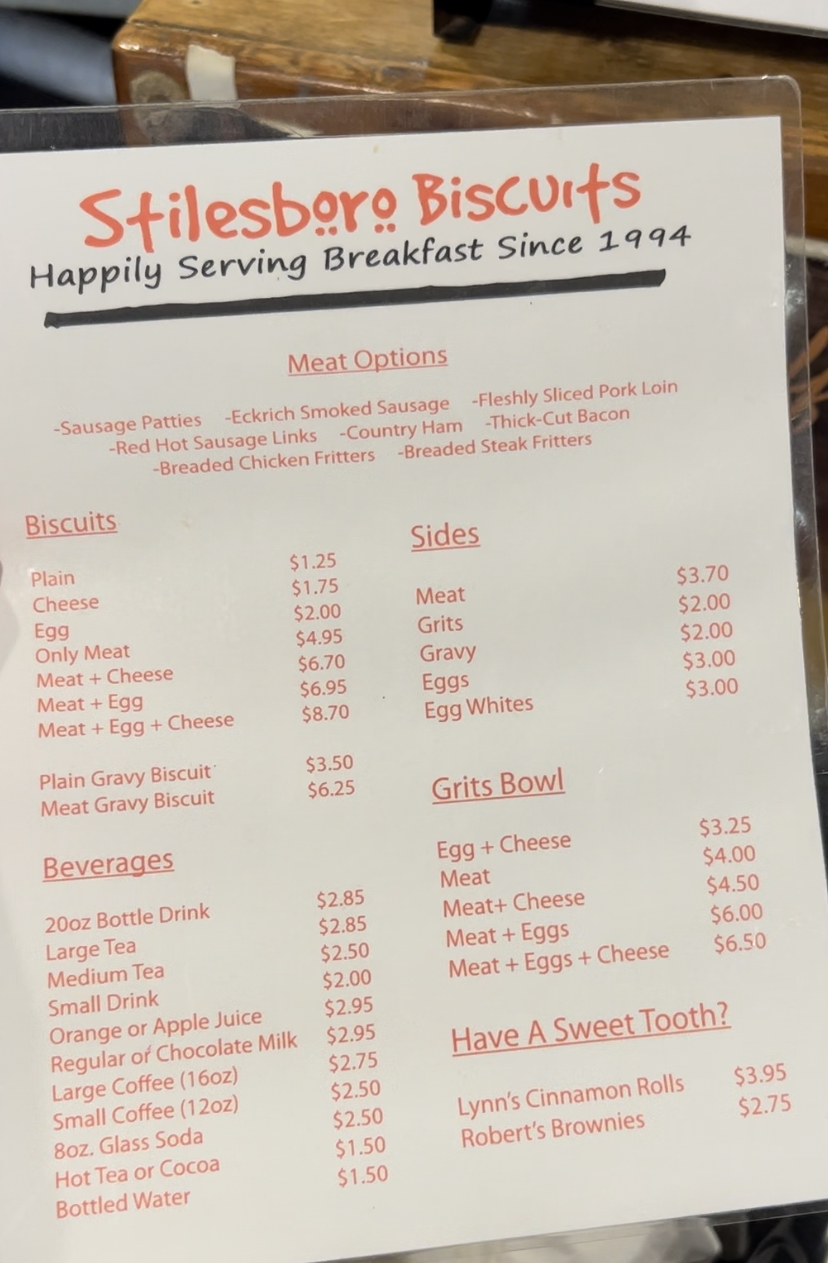 Stilesboro Biscuits
Happily Serving Breakfast Since 1994
Meat Options
-Sausage Patties -Eckrich Smoked Sausage -Fleshly Sliced Pork Loin
-Red Hot Sausage Links -Country Ham -Thick-Cut Bacon
-Breaded Chicken Fritters -Breaded Steak Fritters
Biscuits
Plain $1.25
Cheese $1.75
Egg $2.00
Only Meat $4.95
Meat + Cheese $6.70
Meat + Egg $6.95
Meat + Egg + Cheese $8.70
Plain Gravy Biscuit $3.50
Meat Gravy Biscuit $6.25
Beverages
20oz Bottle Drink $2.85
Large Tea $2.85
Medium Tea $2.50
Small Drink $2.00
Orange or Apple Juice $2.95
Regular or Chocolate Milk $2.95
Large Coffee (16oz) $2.75
Small Coffee (12oz) $2.50
8oz. Glass Soda $2.50
Hot Tea or Cocoa $1.50
Bottled Water $1.50
Sides
Meat $3.70
Grits $2.00
Gravy $2.00
Eggs $3.00
Egg Whites $3.00
Grits Bowl
Egg + Cheese $3.25
Meat $4.00
Meat+ Cheese $4.50
Meat + Eggs $6.00
Meat + Eggs + Cheese $6.50
Have A Sweet Tooth?
Lynn's Cinnamon Rolls $3.95
Robert's Brownies $2.75